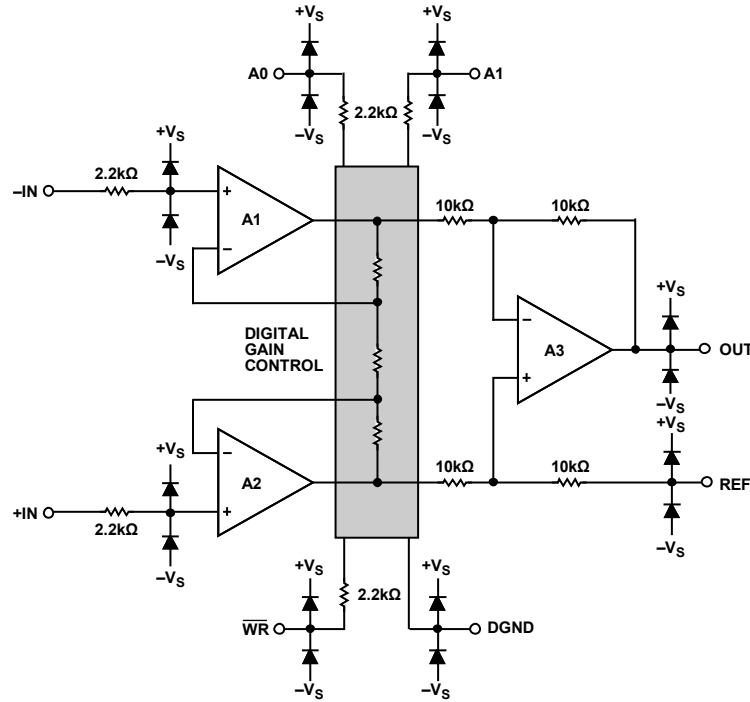 +VS +VS
A0 A1
2.2kΩ 2.2kΩ
–VS –VS
+VS
2.2kΩ
–IN
+
A1
–
–VS
10kΩ 10kΩ
DIGITAL
GAIN
CONTROL
+VS
–
A3
+
OUT
–VS
+VS
–
A2
+
+VS
10kΩ 10kΩ
REF
+IN
2.2kΩ
–VS
–VS
+VS
2.2kΩ
+VS
WR
DGND
–VS –VS